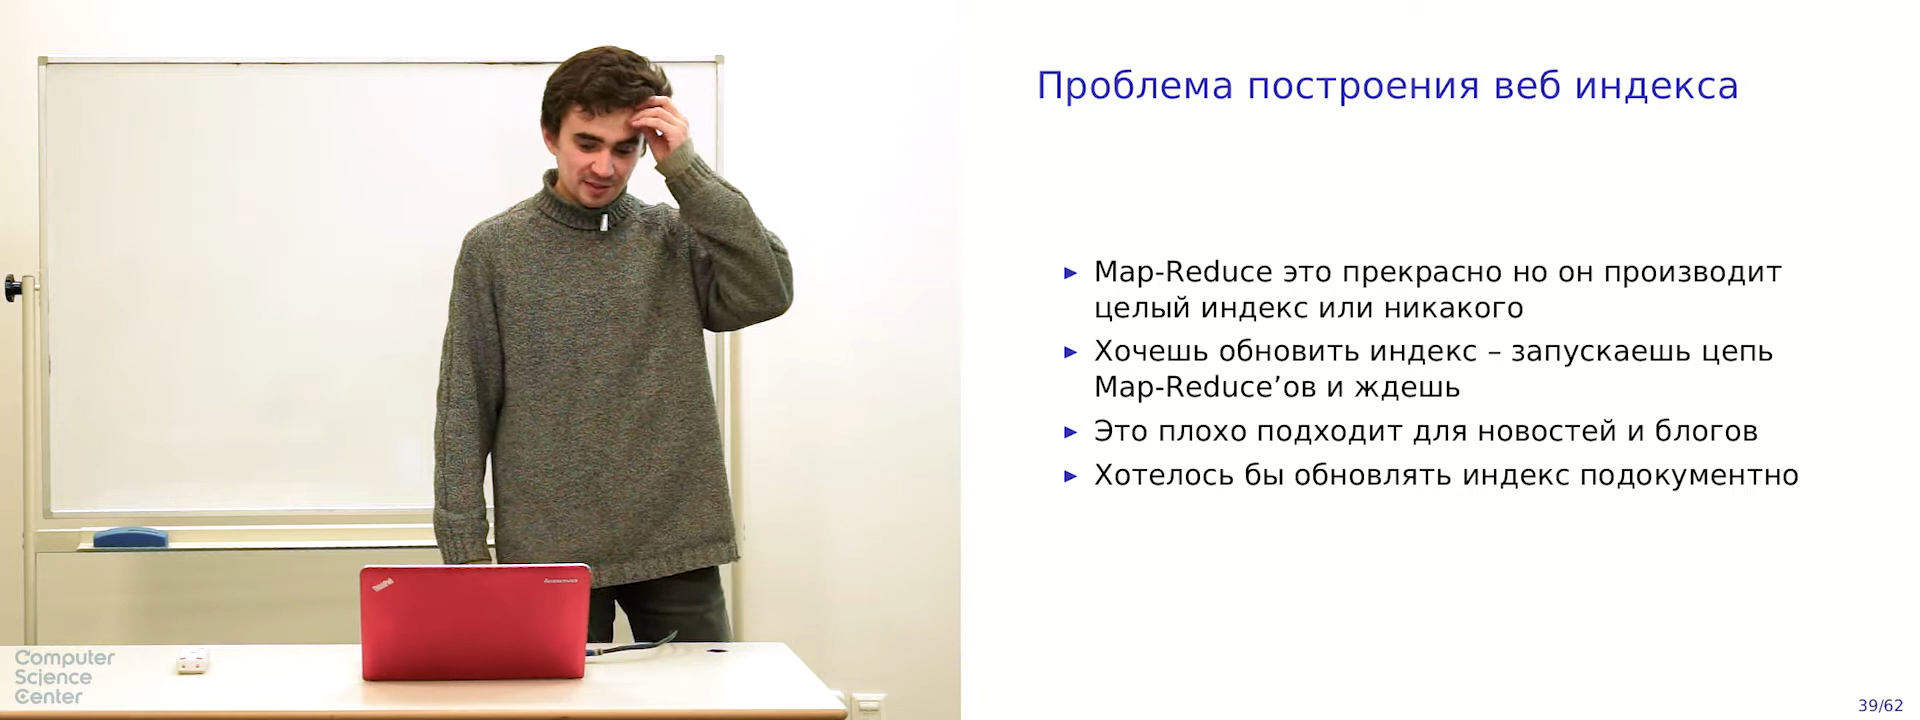 Проблема построения веб индекса
Map-Reduce это прекрасно но он производит
целый индекс или никакого
Хочешь обновить индекс – запускаешь цепь
Map-Reduce’ов и ждешь
Это плохо подходит для новостей и блогов
Хотелось бы обновлять индекс подокументно
39/62
ThinkPad
Computer
Science
Center